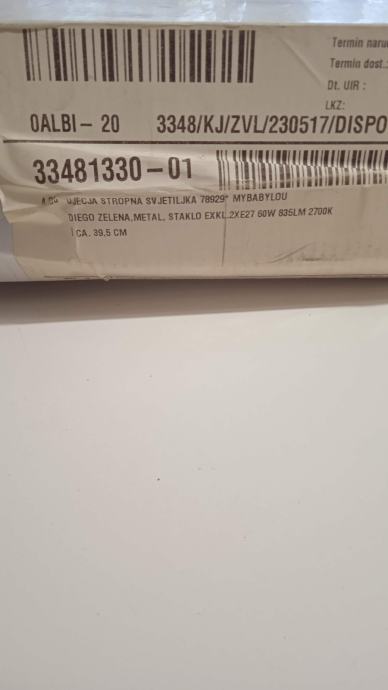 Termin naru
Termin dost.:
Dt. UIR :
LKZ:
0ALBI - 20 3348/KJ/ZVL/230517/DISPO
33481330-01
DJEČJA STROPNA SVJETILJKA 78929" MYBABYLOU
DIEGO ZELENA,METAL, STAKLO EXKL.2XE27 60W 835LM 2700K
CA. 39,5 CM